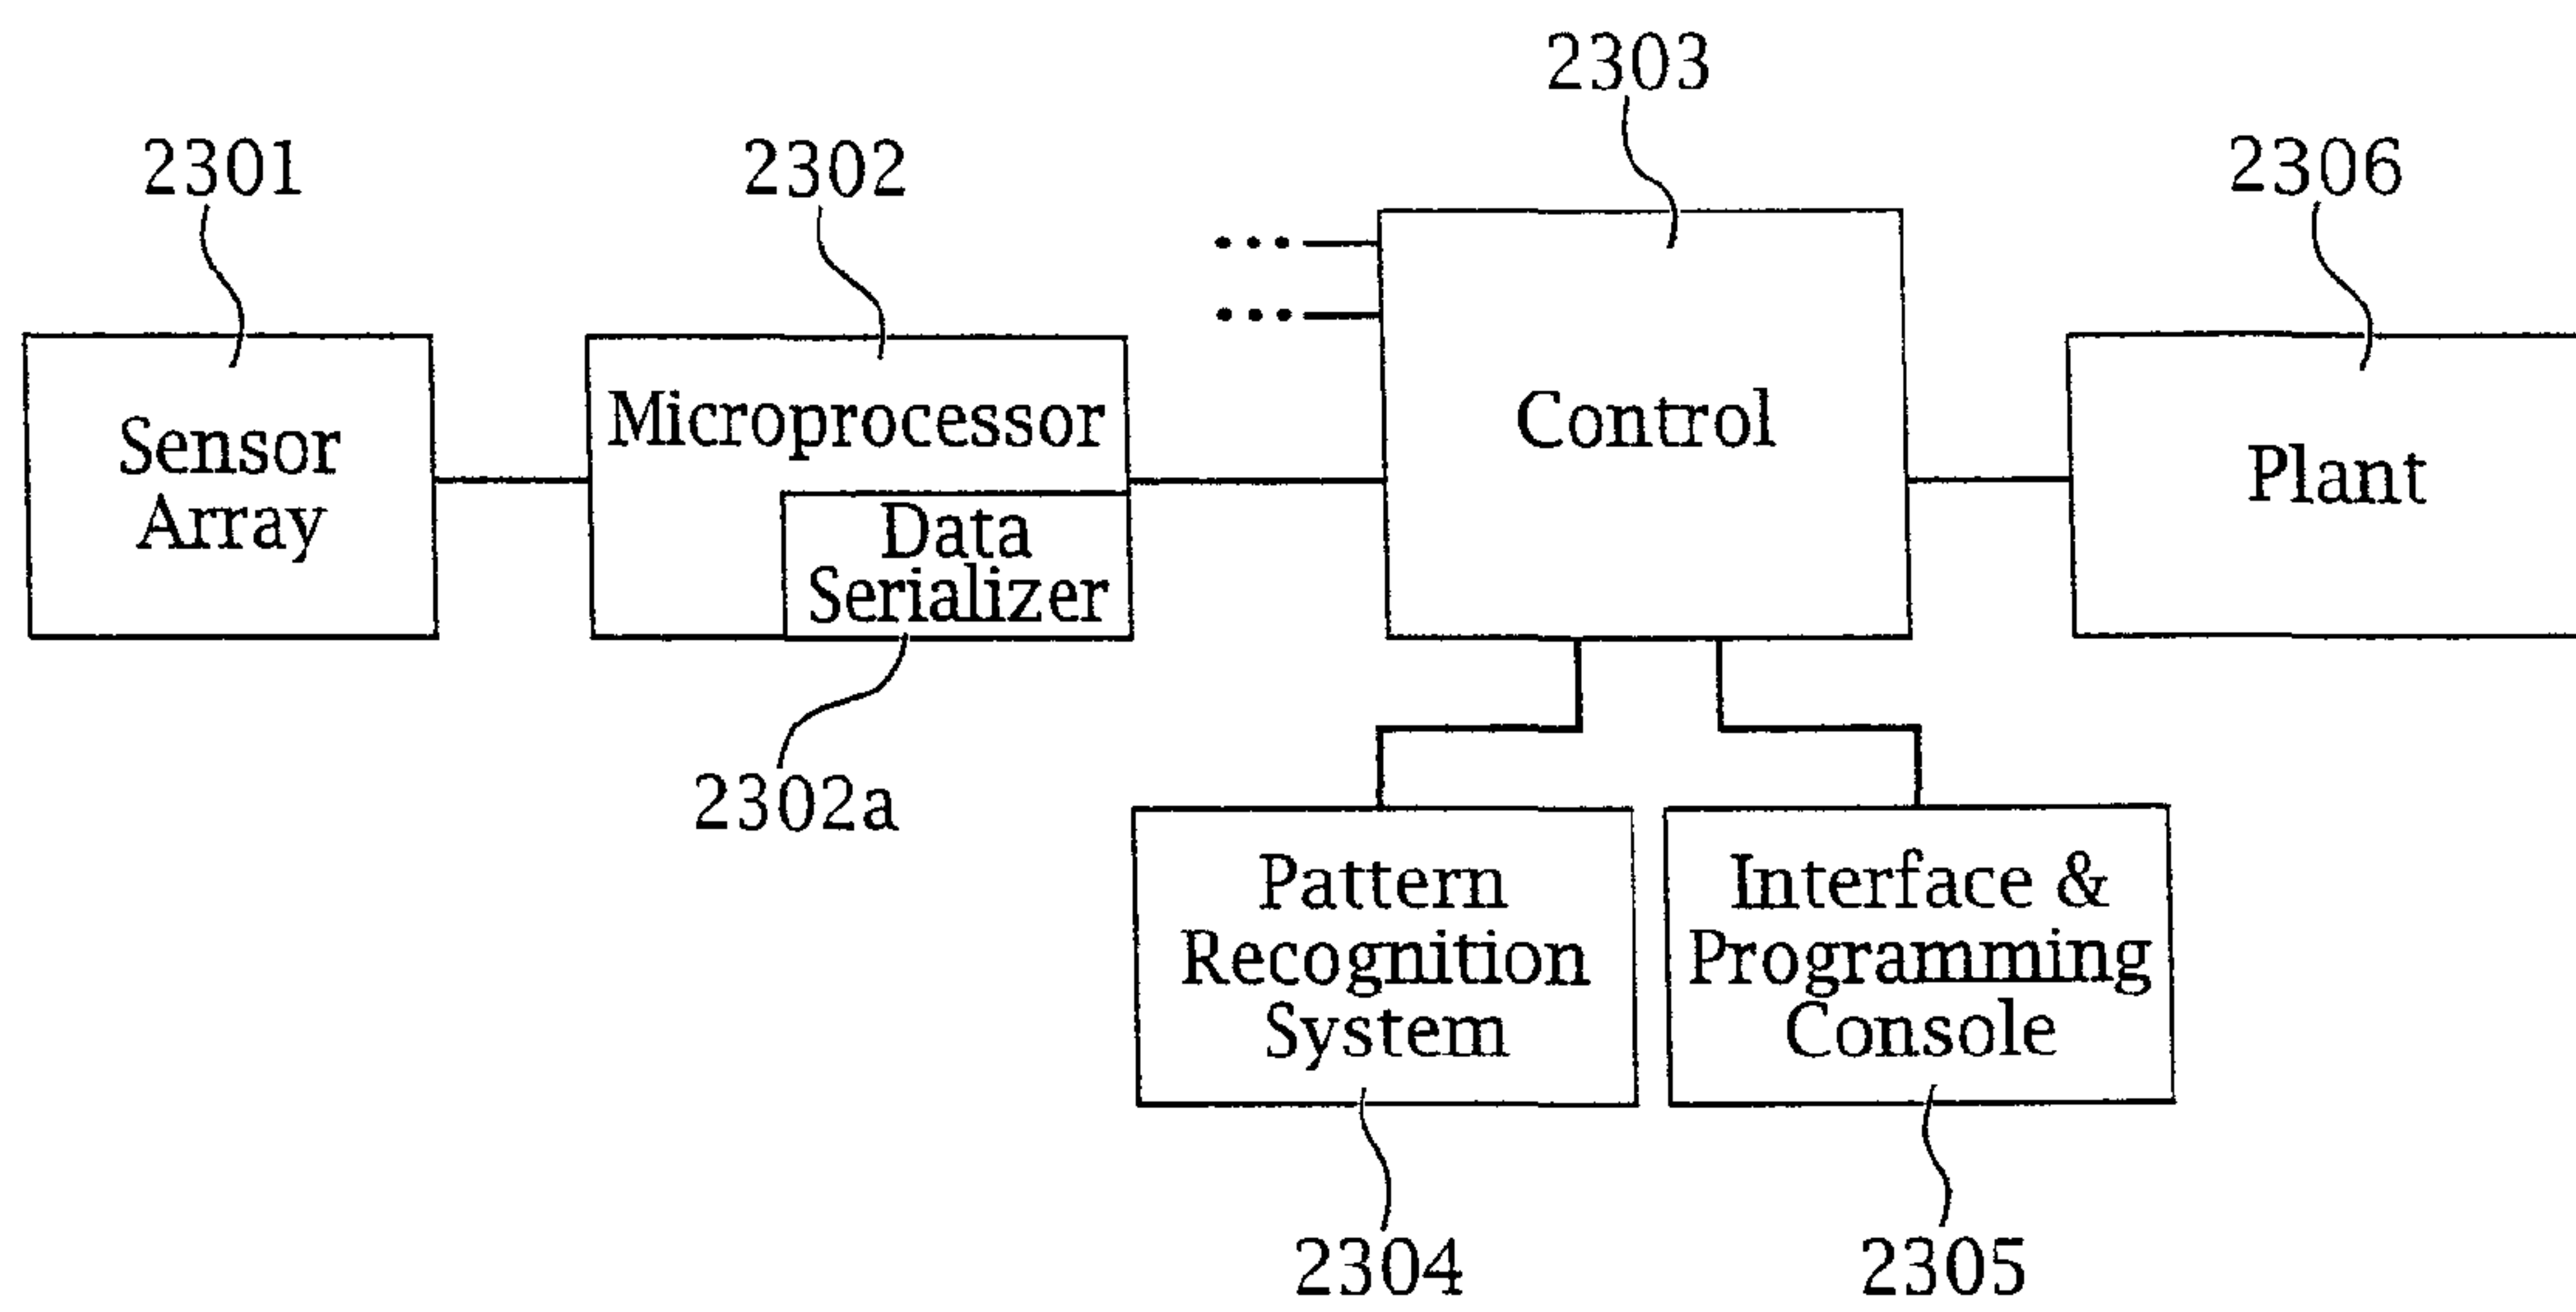 2303
2301
2302
2306
Sensor
Array
Microprocessor
Data
Serializer
Control
Plant
2302a
Pattern
Recognition
System
Interface &
Programming
Console
2304
2305